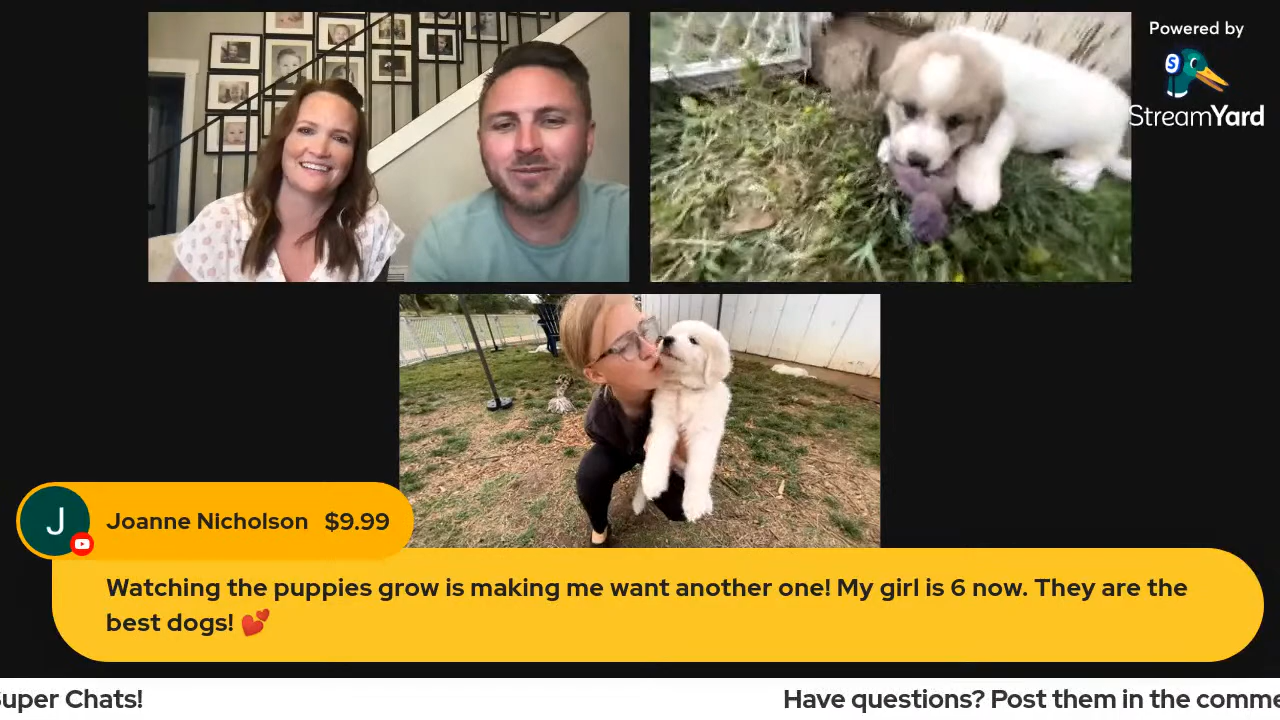 Powered by
StreamYard
J
Joanne Nicholson $9.99
Watching the puppies grow is making me want another one! My girl is 6 now. They are the
best dogs! 💕
Super Chats!
Have questions? Post them in the comme